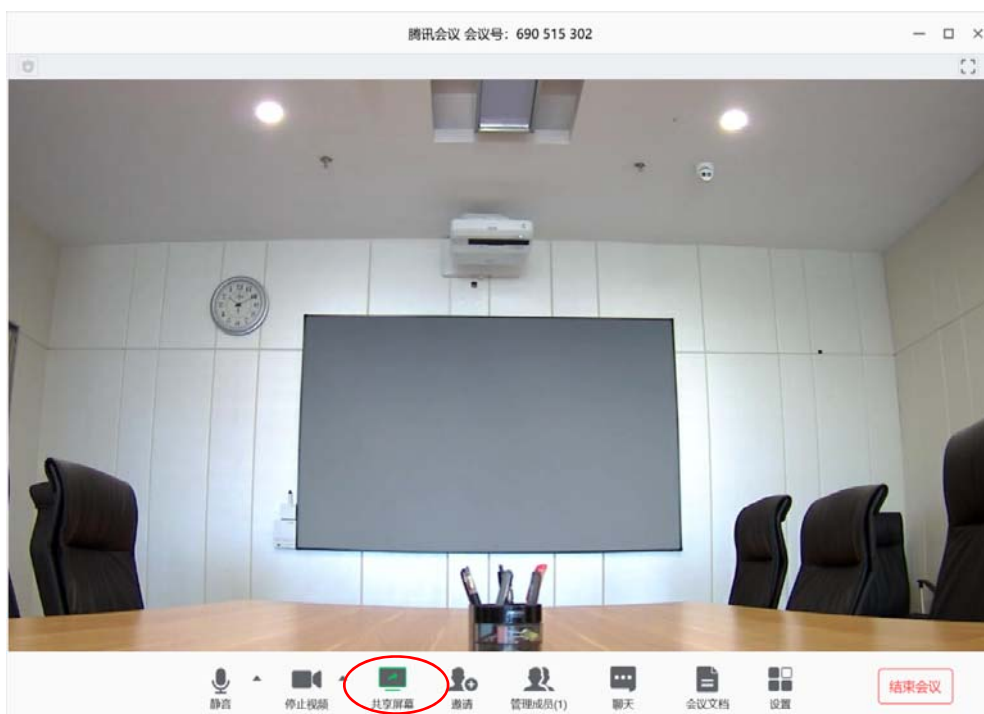 腾讯会议 会议号：690 515 302
静音
停止视频
共享屏幕
邀请
管理成员(1)
聊天
会议文档
设置
结束会议